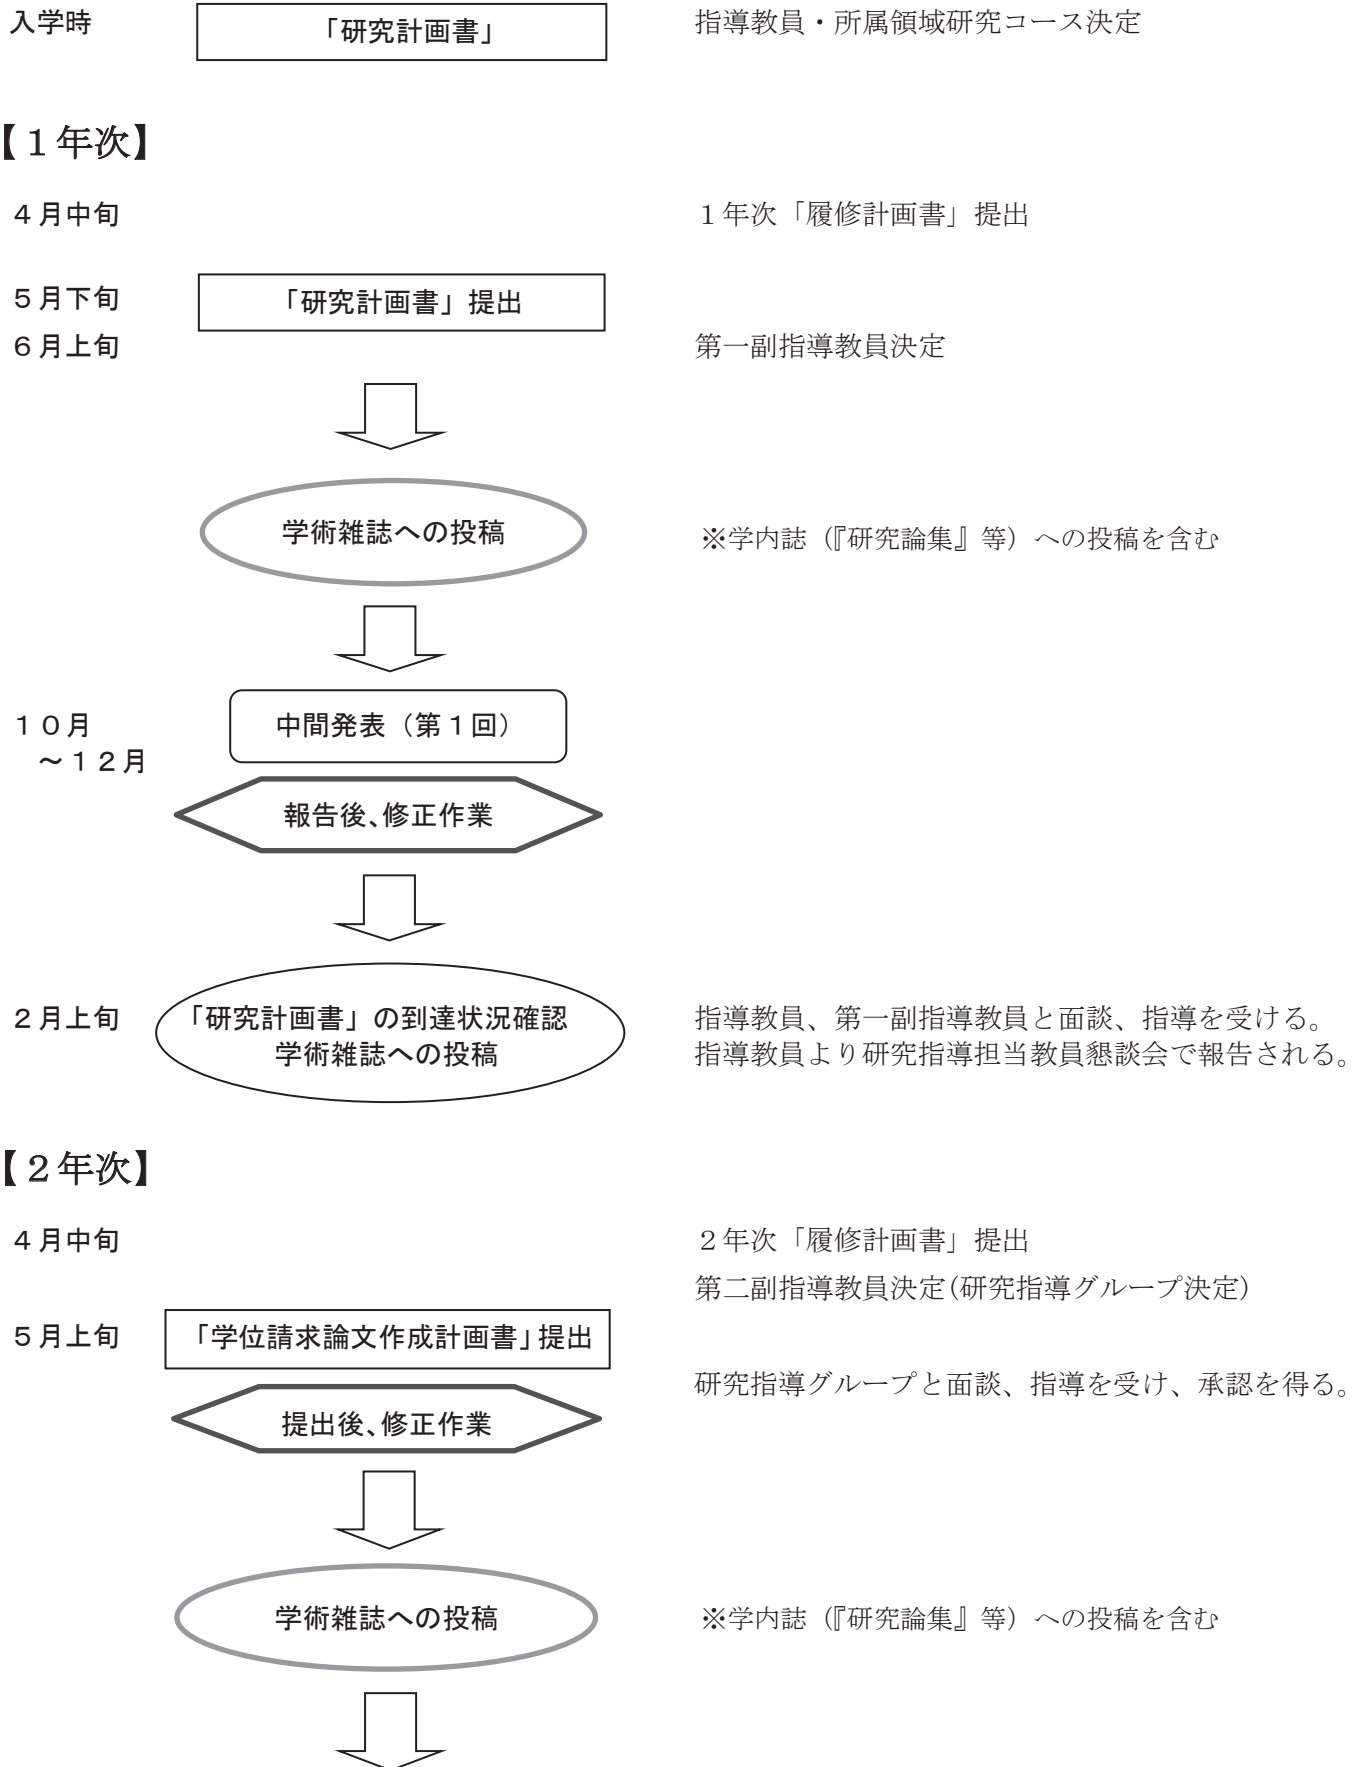 入学時 「研究計画書」 指導教員・所属領域研究コース決定
【1年次】
4月中旬 1年次「履修計画書」提出
5月下旬 「研究計画書」提出
6月上旬 第一副指導教員決定
学術雑誌への投稿 ※学内誌（『研究論集』等）への投稿を含む
10月 中間発表（第1回）
～12月
報告後、修正作業
2月上旬 「研究計画書」の到達状況確認 指導教員、第一副指導教員と面談、指導を受ける。
学術雑誌への投稿 指導教員より研究指導担当教員懇談会で報告される。
【2年次】
4月中旬 2年次「履修計画書」提出
第二副指導教員決定(研究指導グループ決定)
5月上旬 「学位請求論文作成計画書」提出
研究指導グループと面談、指導を受け、承認を得る。
提出後、修正作業
学術雑誌への投稿 ※学内誌（『研究論集』等）への投稿を含む